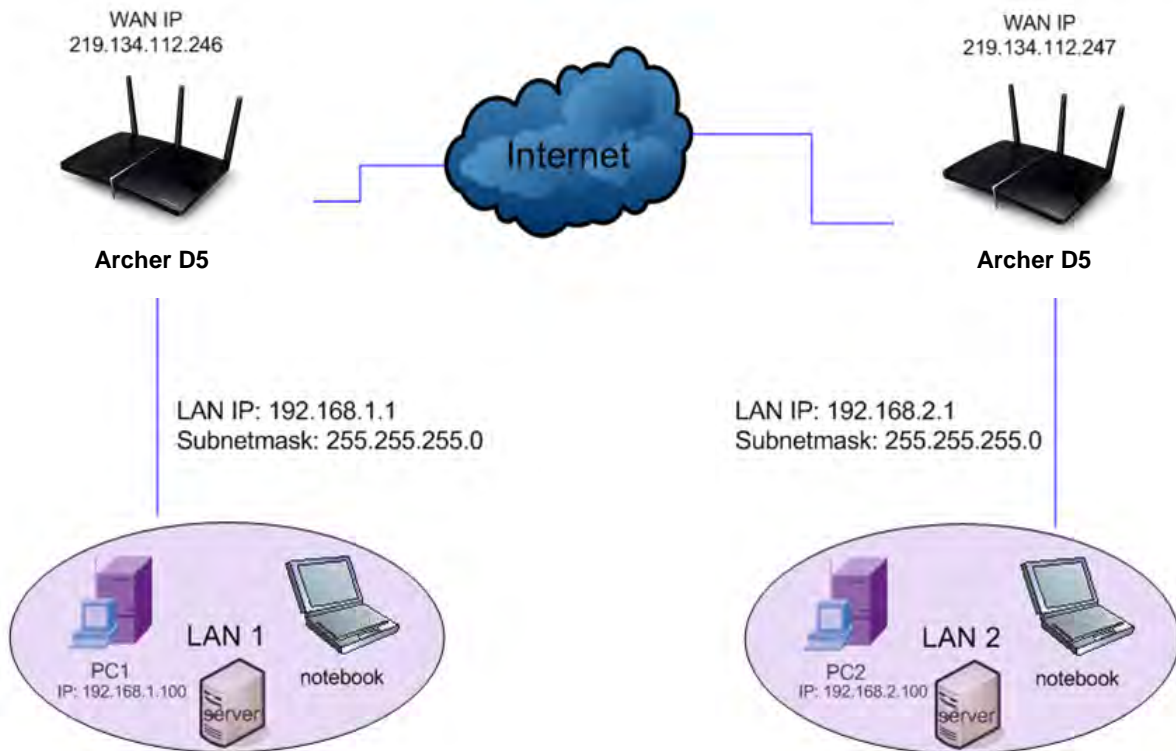 WAN IP
219.134.112.246
WAN IP
219.134.112.247
Internet
Archer D5
Archer D5
LAN IP: 192.168.1.1
Subnetmask: 255.255.255.0
LAN IP: 192.168.2.1
Subnetmask: 255.255.255.0
LAN 1
PC1
IP: 192.168.1.100
server
notebook
LAN 2
PC2
IP: 192.168.2.100
server
notebook